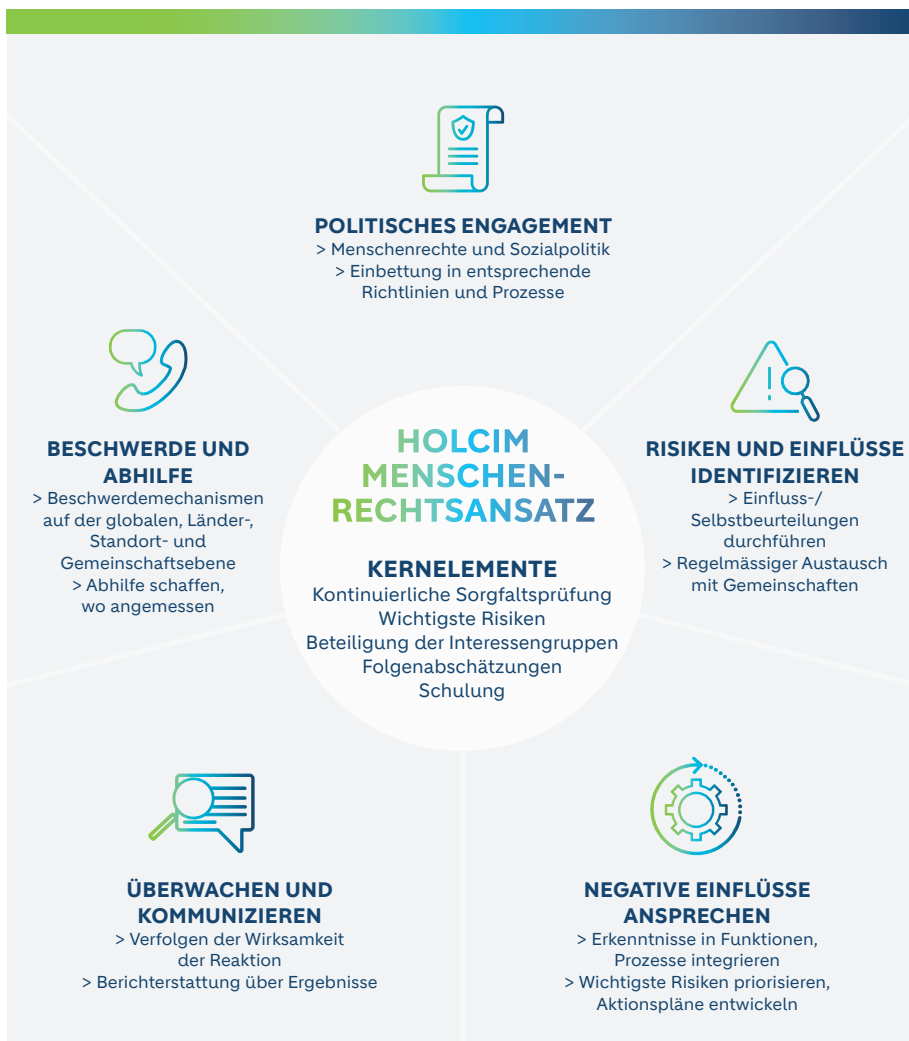 POLITISCHES ENGAGEMENT
> Menschenrechte und Sozialpolitik
> Einbettung in entsprechende
Richtlinien und Prozesse
BESCHWERDE UND
ABHILFE
> Beschwerdemechanismen
auf der globalen, Länder-,
Standort- und
Gemeinschaftsebene
> Abhilfe schaffen,
wo angemessen
HOLCIM
MENSCHEN-
RECHTSANSATZ
KERNELEMENTE
Kontinuierliche Sorgfaltsprüfung
Wichtigste Risiken
Beteiligung der Interessengruppen
Folgenabschätzungen
Schulung
RISIKEN UND EINFLÜSSE
IDENTIFIZIEREN
> Einfluss-/
Selbstbeurteilungen
durchführen
> Regelmässiger Austausch
mit Gemeinschaften
ÜBERWACHEN UND
KOMMUNIZIEREN
> Verfolgen der Wirksamkeit
der Reaktion
> Berichterstattung über Ergebnisse
NEGATIVE EINFLÜSSE
ANSPRECHEN
> Erkenntnisse in Funktionen,
Prozesse integrieren
> Wichtigste Risiken priorisieren,
Aktionspläne entwickeln